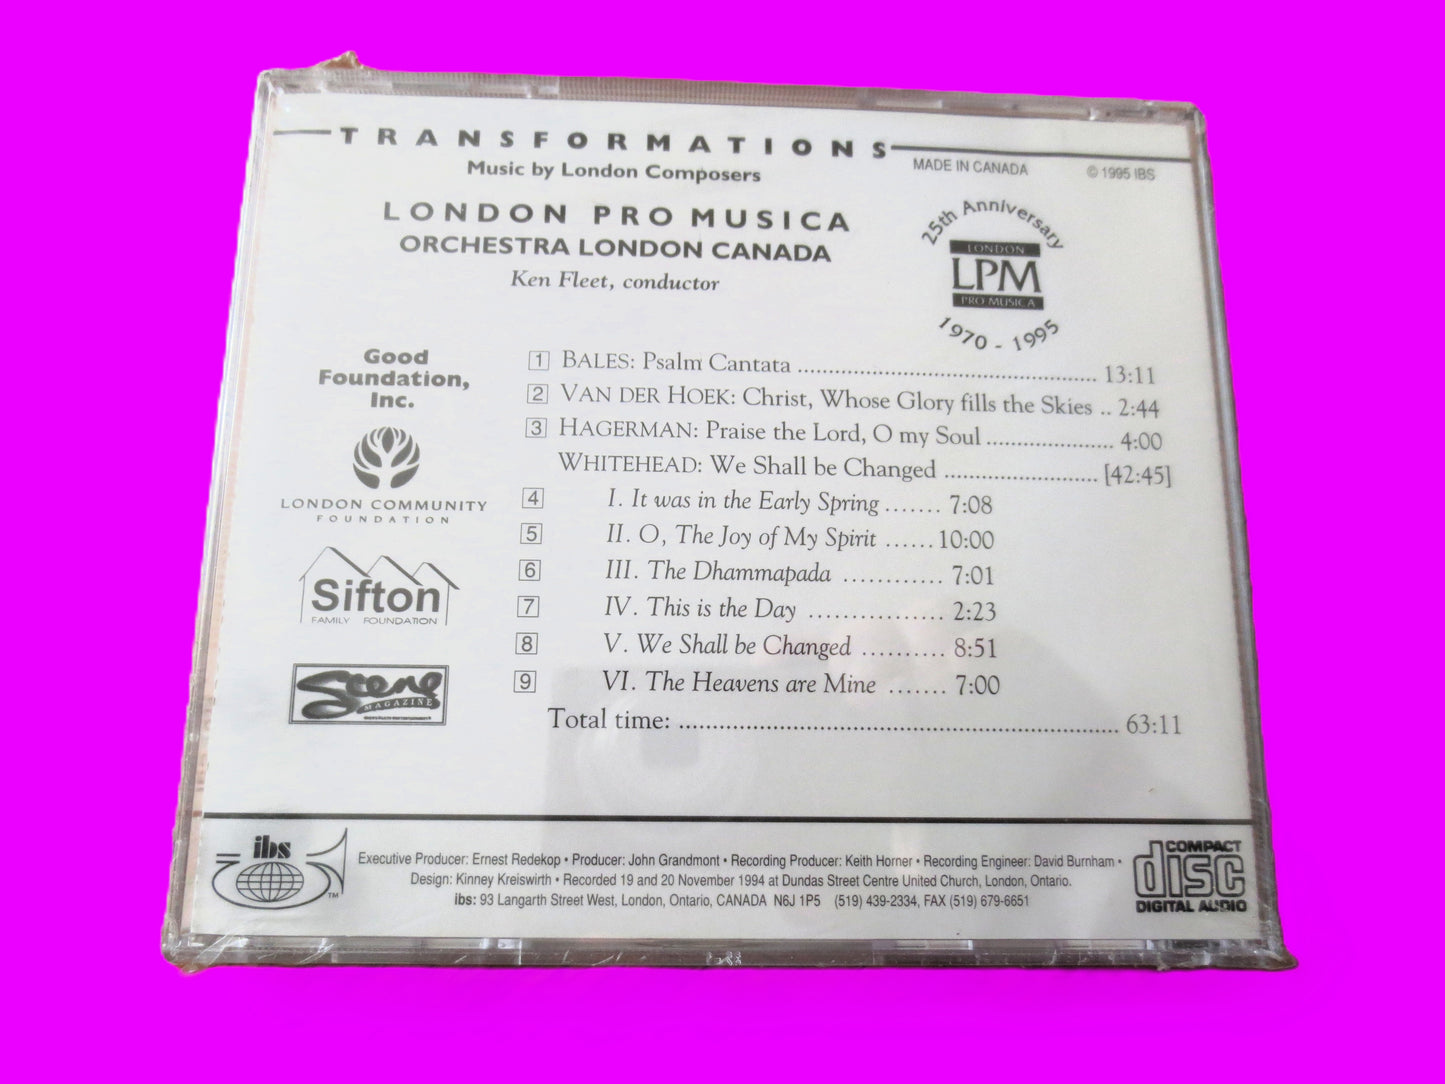 TRANSFORMATIONS
Music by London Composers
MADE IN CANADA
© 1995 IBS
LONDON PRO MUSICA
ORCHESTRA LONDON CANADA
Ken Fleet, conductor
25th Anniversary
LONDON
LPM
PRO MUSICA
1970 - 1995
Good
Foundation,
Inc.
LONDON COMMUNITY
FOUNDATION
Sifton
FAMILY FOUNDATION
Scene
MAGAZINE
1 BALES: Psalm Cantata ............................................. 13:11
2 VAN DER HOEK: Christ, Whose Glory fills the Skies .. 2:44
3 HAGERMAN: Praise the Lord, O my Soul ................... 4:00
WHITEHEAD: We Shall be Changed ....................... [42:45]
4 I. It was in the Early Spring ....... 7:08
5 II. O, The Joy of My Spirit ...... 10:00
6 III. The Dhammapada ............ 7:01
7 IV. This is the Day ................ 2:23
8 V. We Shall be Changed .......... 8:51
9 VI. The Heavens are Mine ....... 7:00
Total time: ................................................................. 63:11
ibs
TM
Executive Producer: Ernest Redekop • Producer: John Grandmont • Recording Producer: Keith Horner • Recording Engineer: David Burnham •
Design: Kinney Kreiswirth • Recorded 19 and 20 November 1994 at Dundas Street Centre United Church, London, Ontario.
ibs: 93 Langarth Street West, London, Ontario, CANADA N6J 1P5 (519) 439-2334, FAX (519) 679-6651
COMPACT
disc
DIGITAL AUDIO